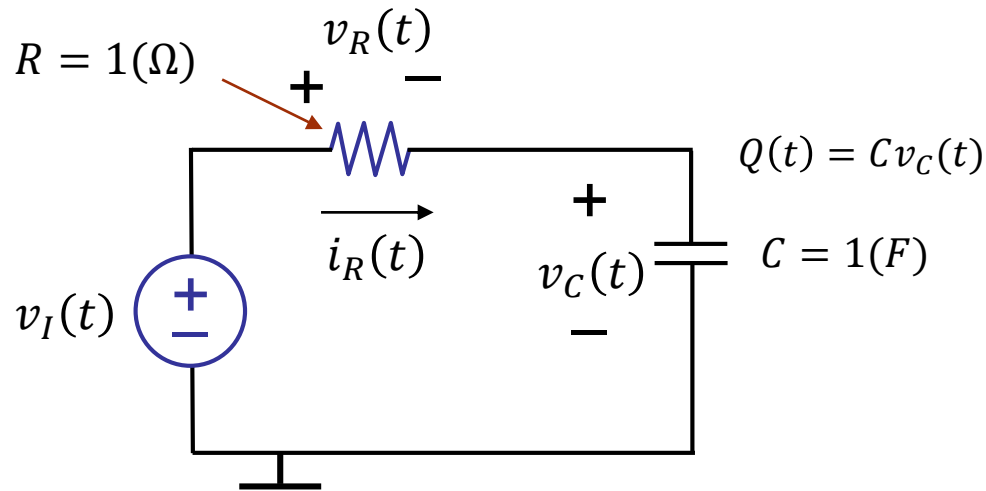 v_R(t)
R = 1(Ω)
+ −
Q(t) = Cv_C(t)
+
i_R(t)
C = 1(F)
v_C(t)
+
v_I(t)
−
−